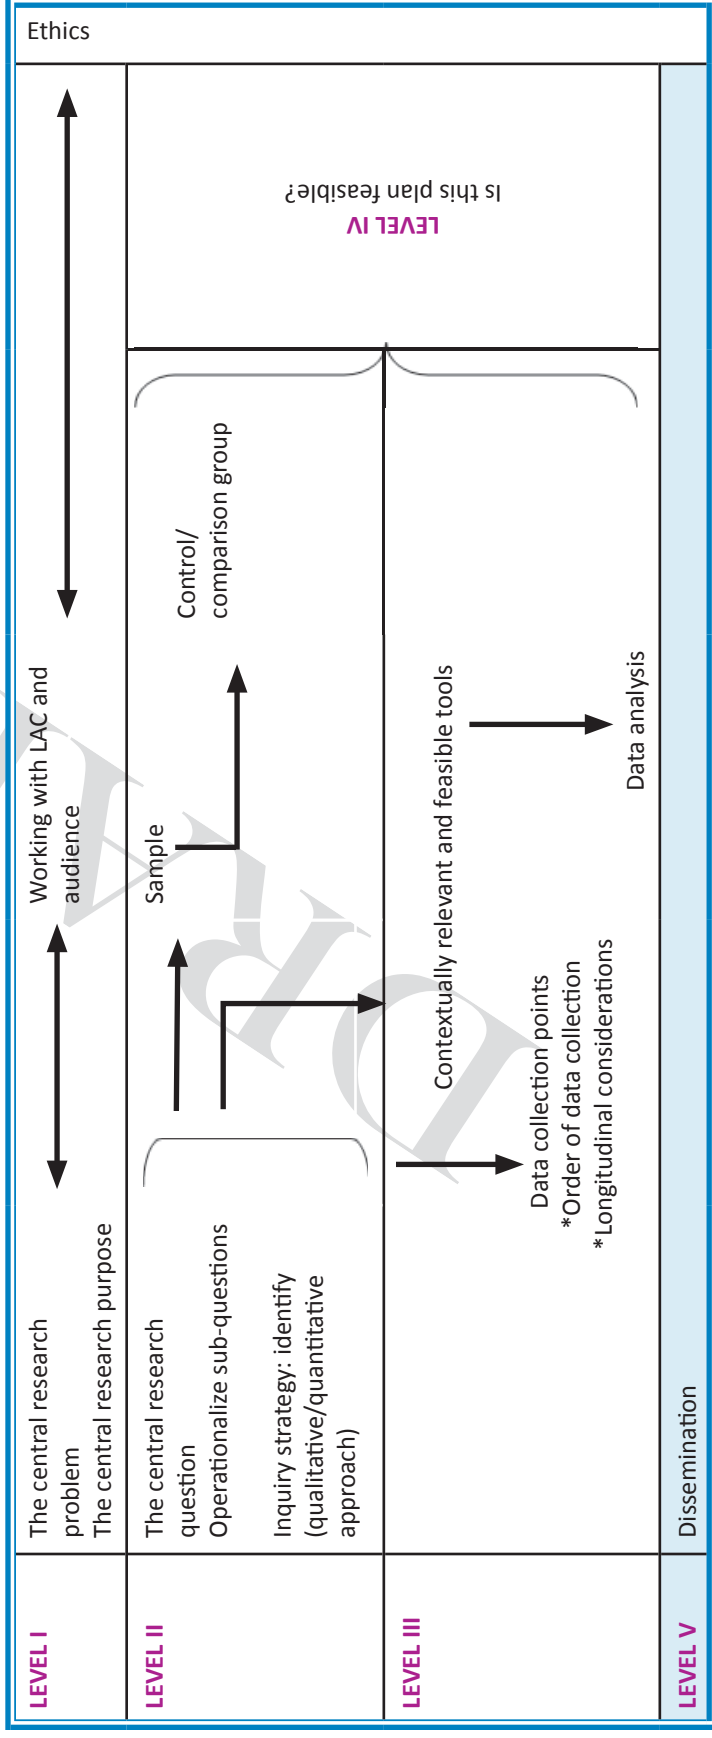 LEVEL I
The central research
problem
The central research purpose
Working with LAC and
audience
Ethics
LEVEL II
The central research
question
Operationalize sub-questions
Inquiry strategy: identify
(qualitative/quantitative
approach)
Sample
Control/
comparison group
LEVEL III
Data collection points
*Order of data collection
*Longitudinal considerations
Contextually relevant and feasible tools
Data analysis
LEVEL IV
Is this plan feasible?
LEVEL V
Dissemination
DRA